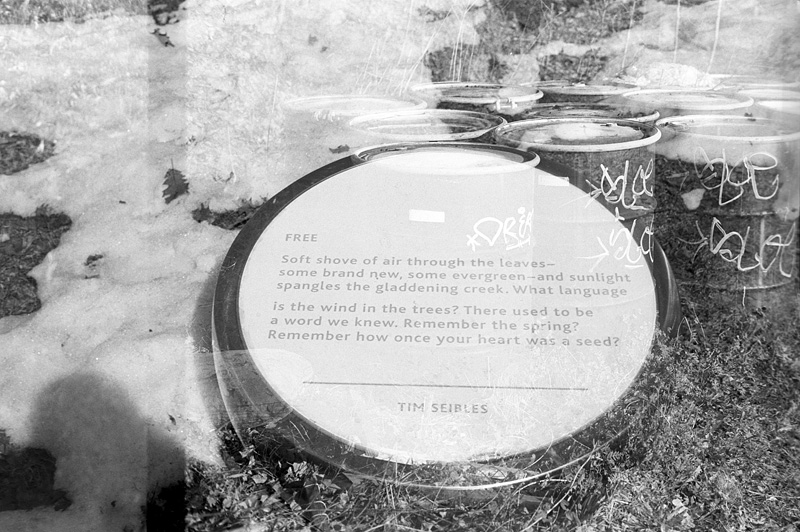 FREE
Soft shove of air through the leaves—
some brand new, some evergreen—and sunlight
spangles the gladdening creek. What language
is the wind in the trees? There used to be
a word we knew. Remember the spring?
Remember how once your heart was a seed?
TIM SEIBLES